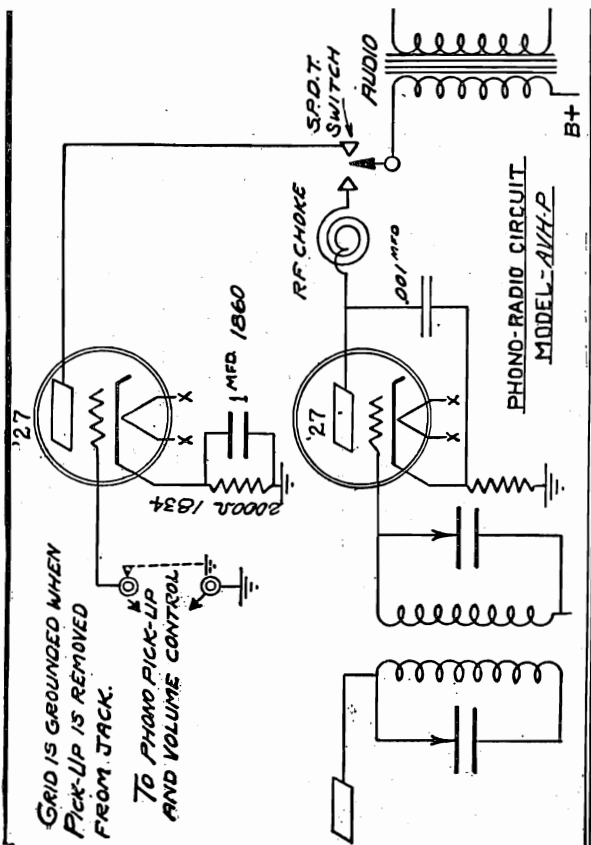 '27
GRID IS GROUNDED WHEN
PICK-UP IS REMOVED
FROM JACK.
TO PHONO PICK-UP
AND VOLUME CONTROL
2000Ω 1834
1 MFD. 1860
X
X
S.P.D.T.
SWITCH
AUDIO
B+
RF CHOKE
.001 MFD
'27
X
X
PHONO-RADIO CIRCUIT
MODEL-AVH-P